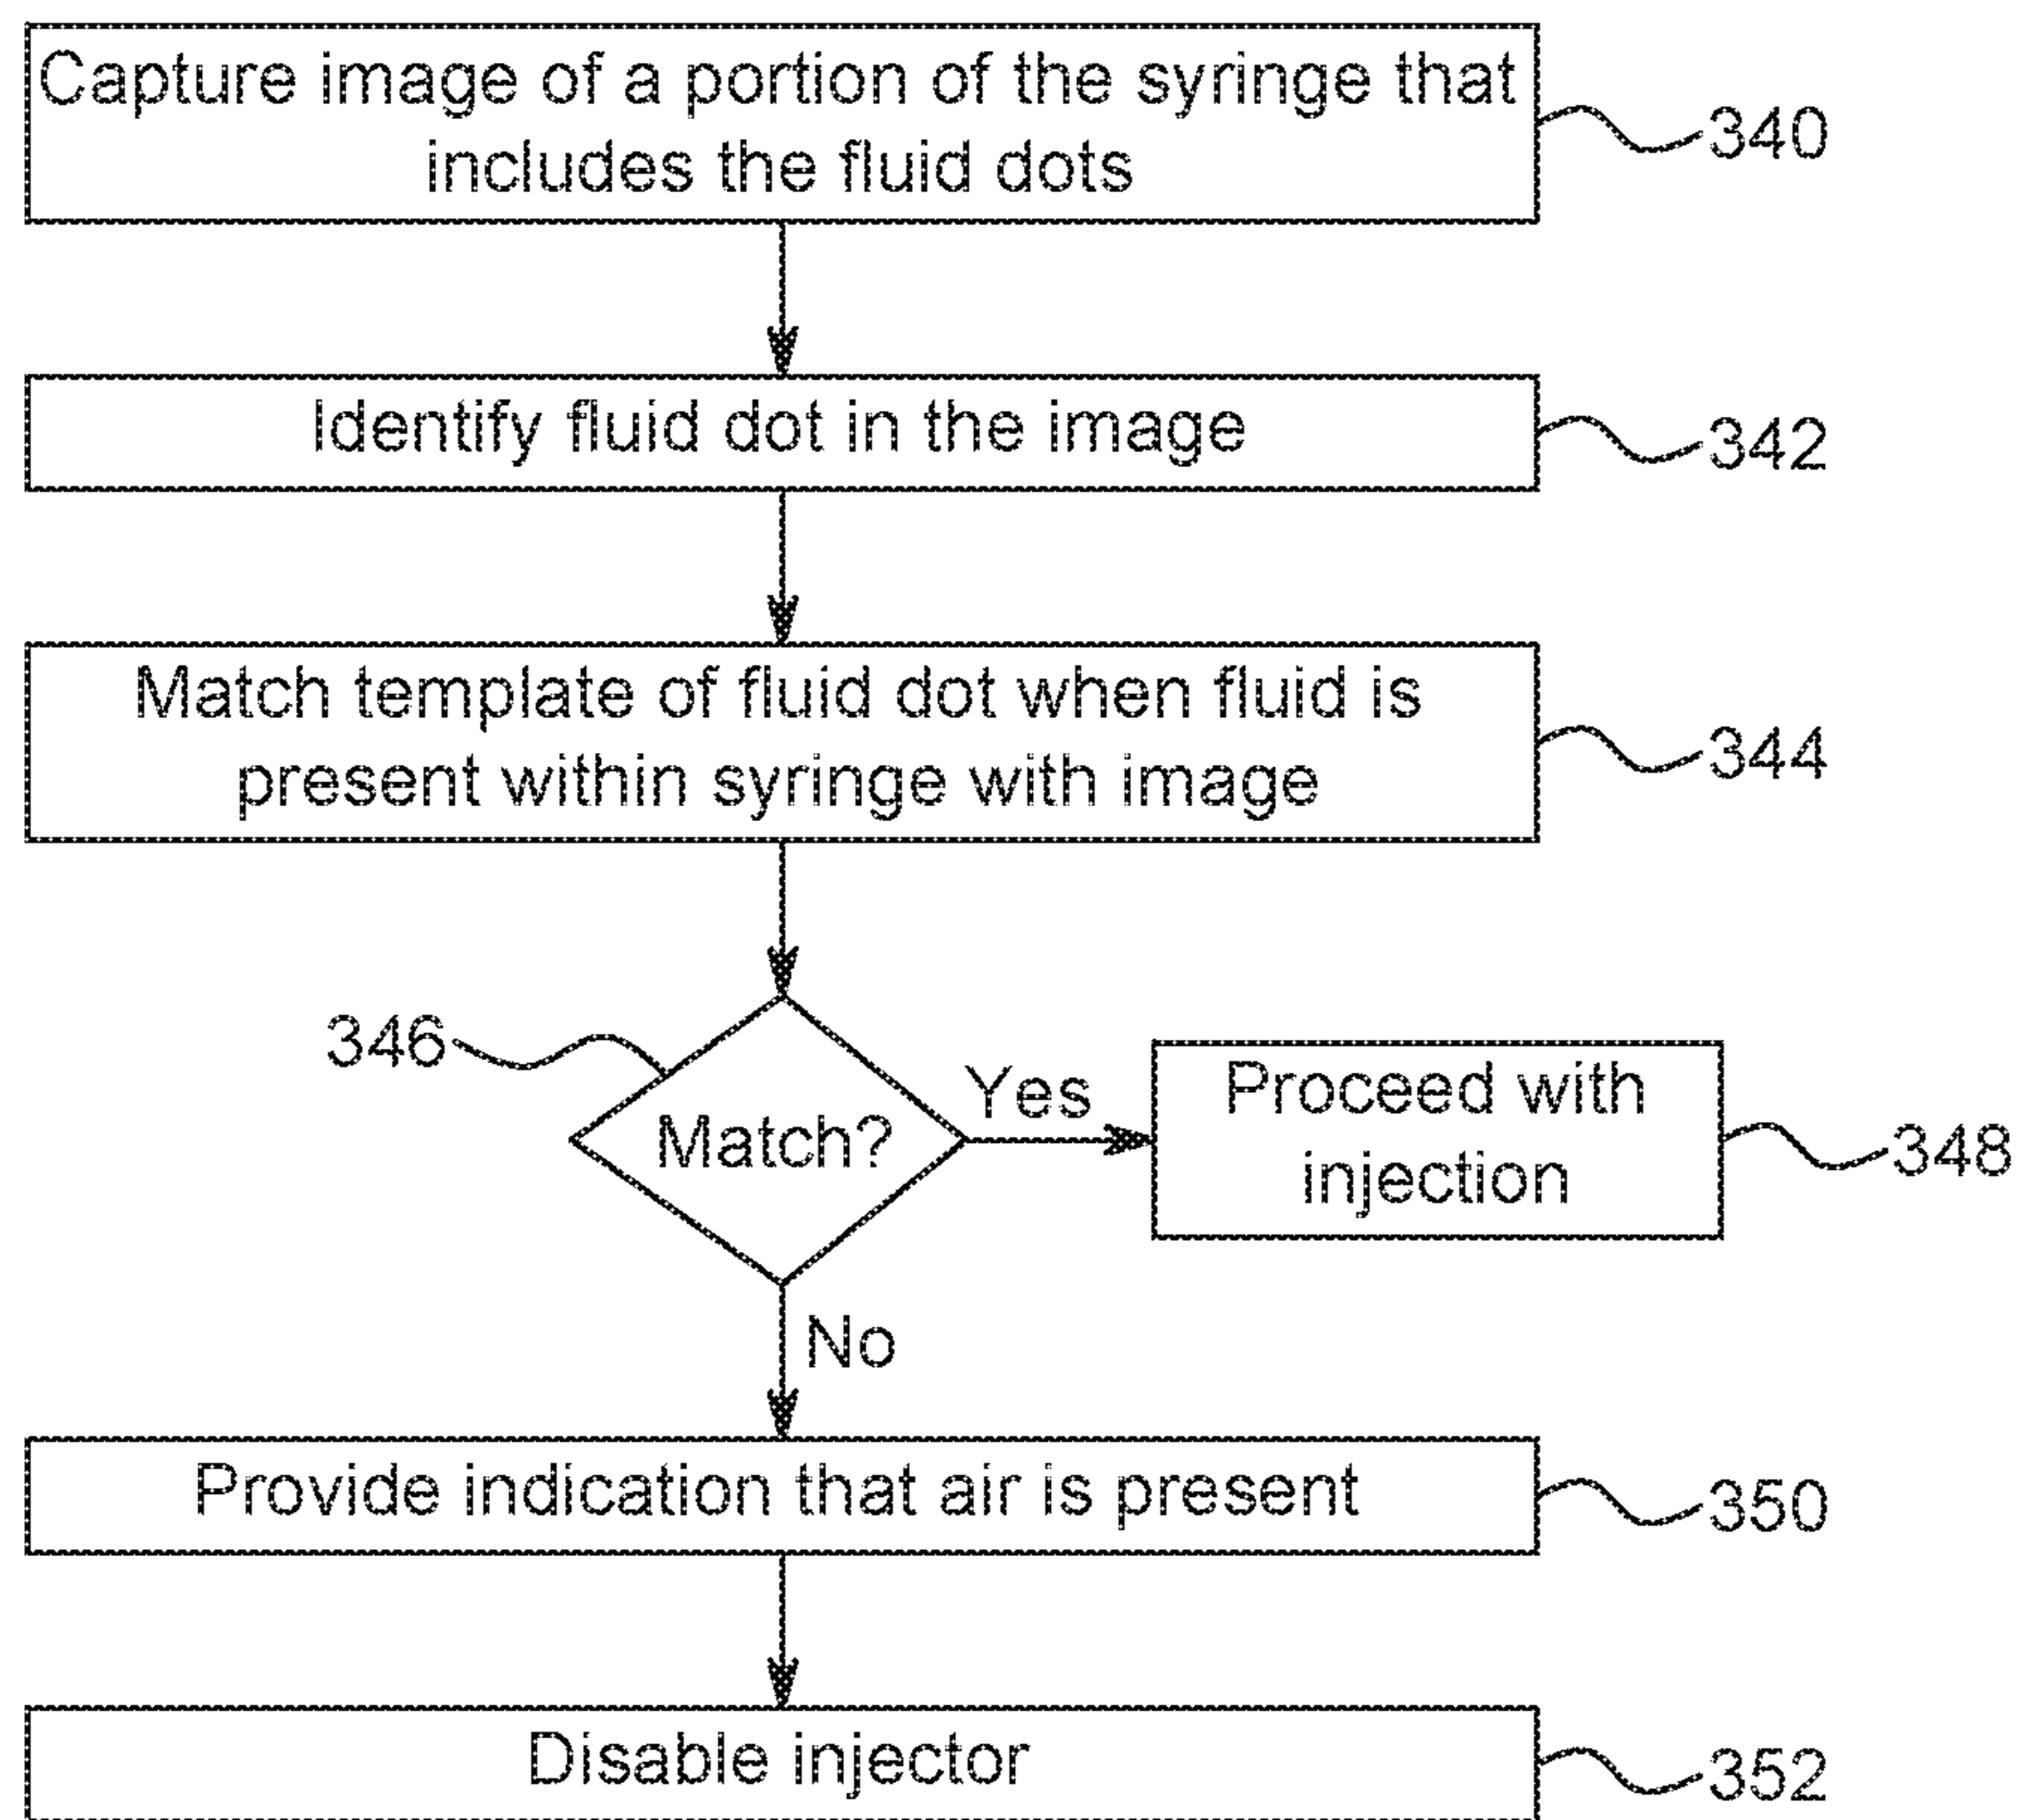 Capture image of a portion of the syringe that
includes the fluid dots
340
Identify fluid dot in the image
342
Match template of fluid dot when fluid is
present within syringe with image
344
346
Match?
Yes
Proceed with
injection
348
No
Provide indication that air is present
350
Disable injector
352